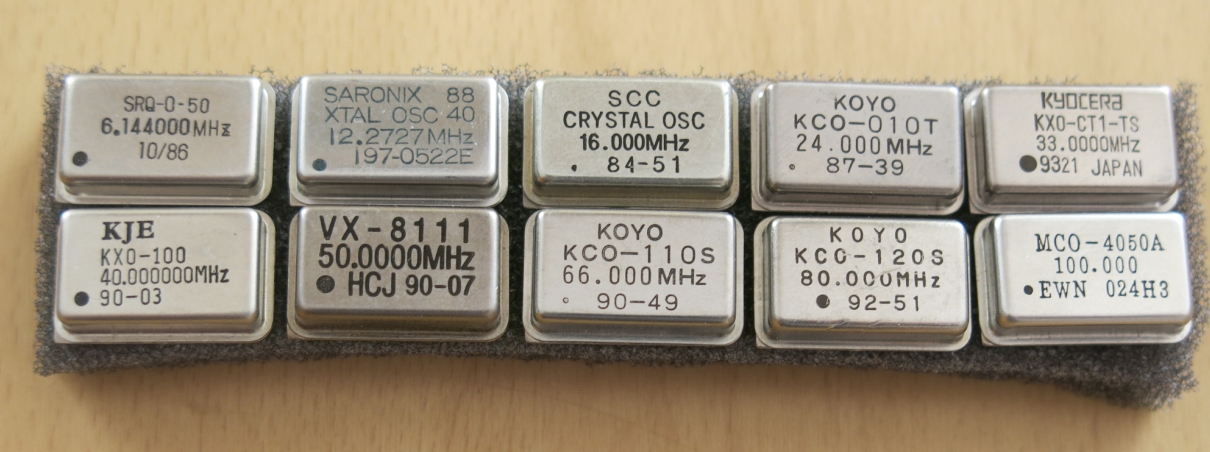 SRQ-O-50
6.144000MHz
10/86
SARONIX 88
XTAL OSC 40
12.2727MHz
197-0522E
SCC
CRYSTAL OSC
16.000MHz
84-51
KOYO
KCO-010T
24.000MHz
87-39
KYOCERA
KXO-CT1-TS
33.0000MHz
9321 JAPAN
KJE
KXO-100
40.000000MHz
90-03
VX-8111
50.0000MHz
HCJ 90-07
KOYO
KCO-110S
66.000MHz
90-49
KOYO
KCO-120S
80.000MHz
92-51
MCO-4050A
100.000
EWN 024H3